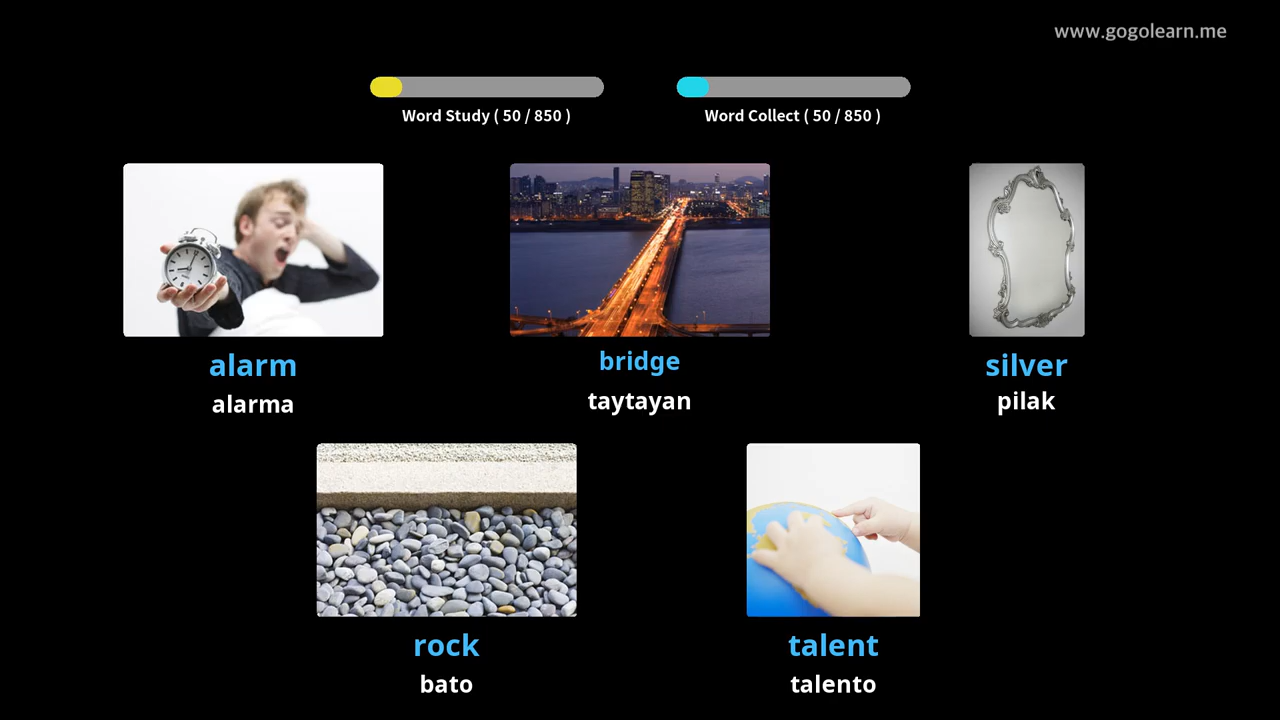 www.gogolearn.me
Word Study ( 50 / 850 )
Word Collect ( 50 / 850 )
alarm
alarma
bridge
taytayan
silver
pilak
rock
bato
talent
talento